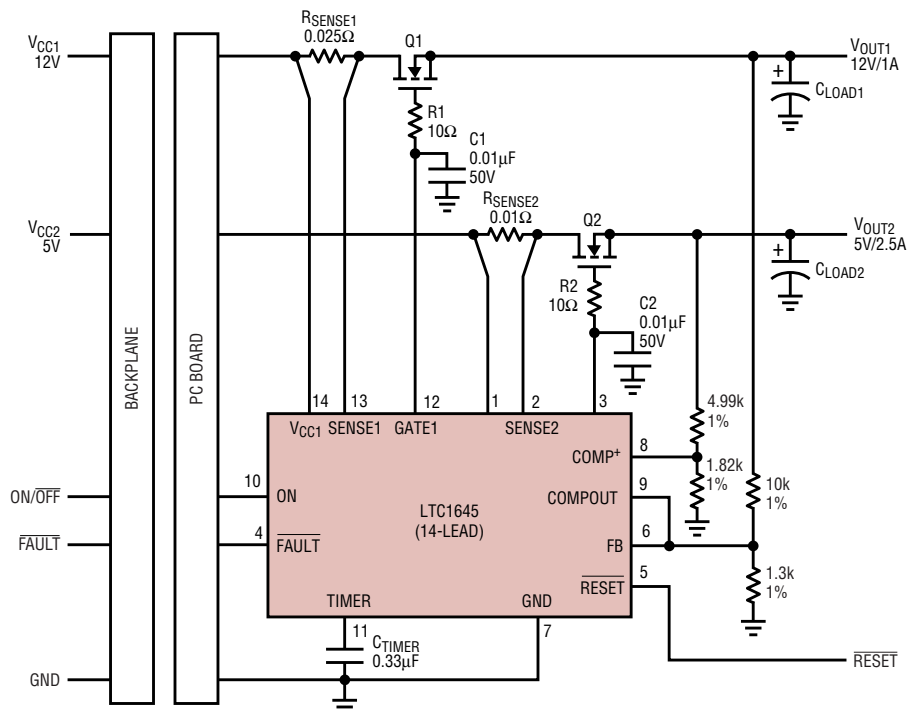 RSENSE1
0.025Ω
Q1
VCC1
12V
VOUT1
12V/1A
+
CLOAD1
R1
10Ω
C1
0.01µF
50V
RSENSE2
0.01Ω
Q2
VCC2
5V
VOUT2
5V/2.5A
+
CLOAD2
R2
10Ω
C2
0.01µF
50V
BACKPLANE
PC BOARD
14 13 12 1 2 3
VCC1 SENSE1 GATE1 SENSE2
4.99k
1%
COMP+ 8
1.82k
1%
10k
1%
ON/OFF
10 ON
COMPOUT 9
LTC1645
(14-LEAD)
FAULT
4 FAULT
FB 6
RESET 5
1.3k
1%
TIMER GND
11 7
CTIMER
0.33µF
RESET
GND